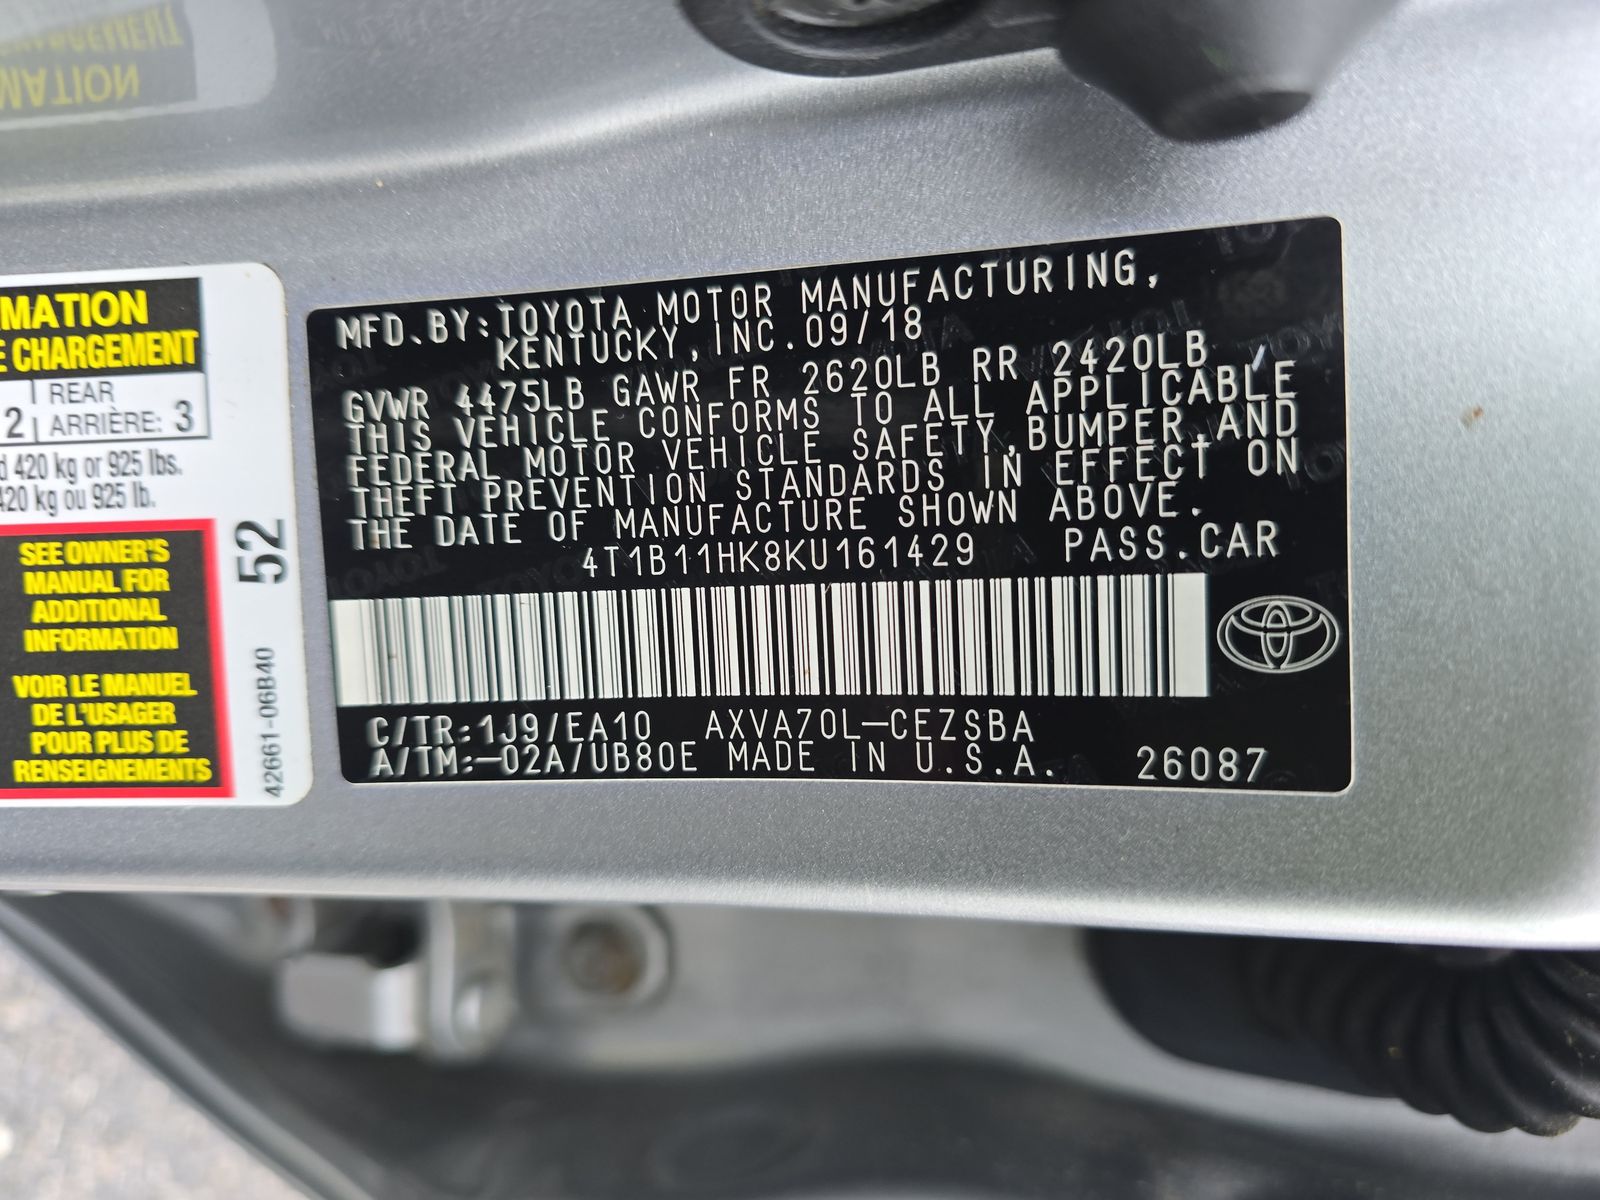 MATION
E CHARGEMENT
2 REAR
ARRIÈRE: 3
420 kg or 925 lbs.
420 kg ou 925 lb.
SEE OWNER'S
MANUAL FOR
ADDITIONAL
INFORMATION
VOIR LE MANUEL
DE L'USAGER
POUR PLUS DE
RENSEIGNEMENTS
52
42661-06B40
MFD.BY:TOYOTA MOTOR MANUFACTURING,
KENTUCKY,INC.09/18
GVWR 4475LB GAWR FR 2620LB RR 2420LB
THIS VEHICLE CONFORMS TO ALL APPLICABLE
FEDERAL MOTOR VEHICLE SAFETY,BUMPER,AND
THEFT PREVENTION STANDARDS IN EFFECT ON
THE DATE OF MANUFACTURE SHOWN ABOVE.
4T1B11HK8KU161429 PASS.CAR
C/TR:1J9/EA10 AXVA70L-CEZSBA
A/TM:-02A/UB80E MADE IN U.S.A. 26087